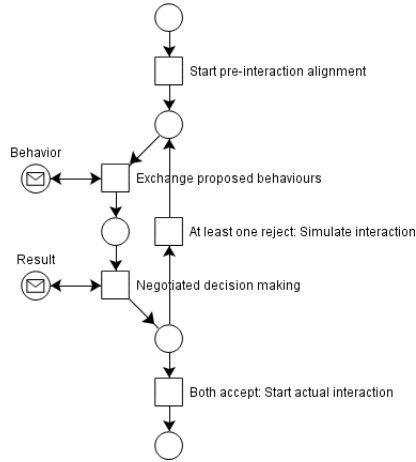 Start pre-interaction alignment
Behavior
Exchange proposed behaviours
At least one reject: Simulate interaction
Result
Negotiated decision making
Both accept: Start actual interaction